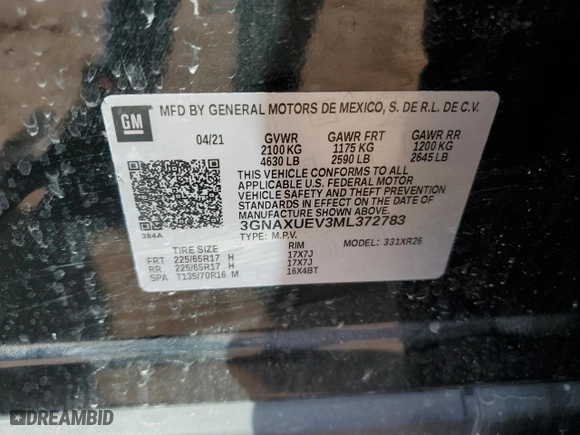 GM
MFD BY GENERAL MOTORS DE MEXICO, S. DE R.L. DE C.V.
04/21 GVWR GAWR FRT GAWR RR
2100 KG 1175 KG 1200 KG
4630 LB 2590 LB 2645 LB
THIS VEHICLE CONFORMS TO ALL
APPLICABLE U.S. FEDERAL MOTOR
VEHICLE SAFETY, BUMPER, AND THEFT
PREVENTION STANDARDS IN
EFFECT ON THE DATE OF
MANUFACTURE SHOWN ABOVE.
3GNAXUEV3ML372783
384A TYPE: M.P.V. MODEL: 331XR26
TIRE SIZE RIM
FRT 225/65R17 H 17X7J
RR 225/65R17 H 17X7J
SPA T135/70R16 M 16X4BT
DREAMBID